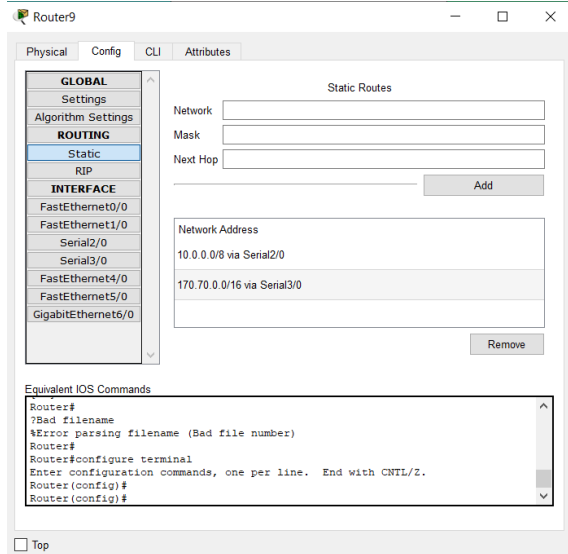 Router9
Physical Config CLI Attributes
GLOBAL
Settings
Algorithm Settings
ROUTING
Static
RIP
INTERFACE
FastEthernet0/0
FastEthernet1/0
Serial2/0
Serial3/0
FastEthernet4/0
FastEthernet5/0
GigabitEthernet6/0
Static Routes
Network
Mask
Next Hop
Add
Network Address
10.0.0.0/8 via Serial2/0
170.70.0.0/16 via Serial3/0
Remove
Equivalent IOS Commands
Router#
?Bad filename
%Error parsing filename (Bad file number)
Router#
Router#configure terminal
Enter configuration commands, one per line. End with CNTL/Z.
Router(config)#
Router(config)#
Top